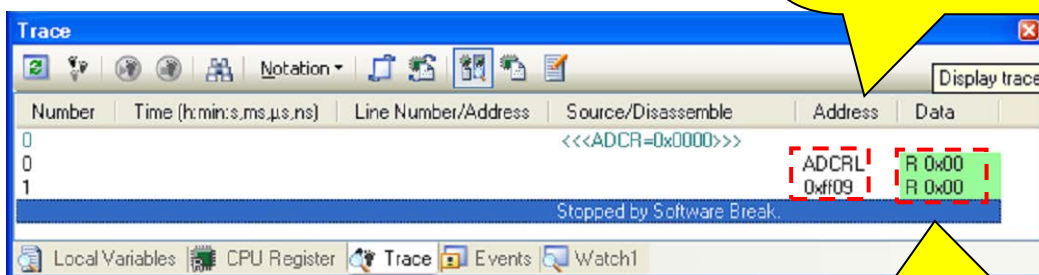 Trace
Notation
Display trace
Number Time (h:min:s,ms,µs,ns) Line Number/Address Source/Disassemble Address Data
0 <<<ADCR=0x0000>>>
0 ADCRL R 0x00
1 0xff09 R 0x00
Stopped by Software Break.
Local Variables CPU Register Trace Events Watch1